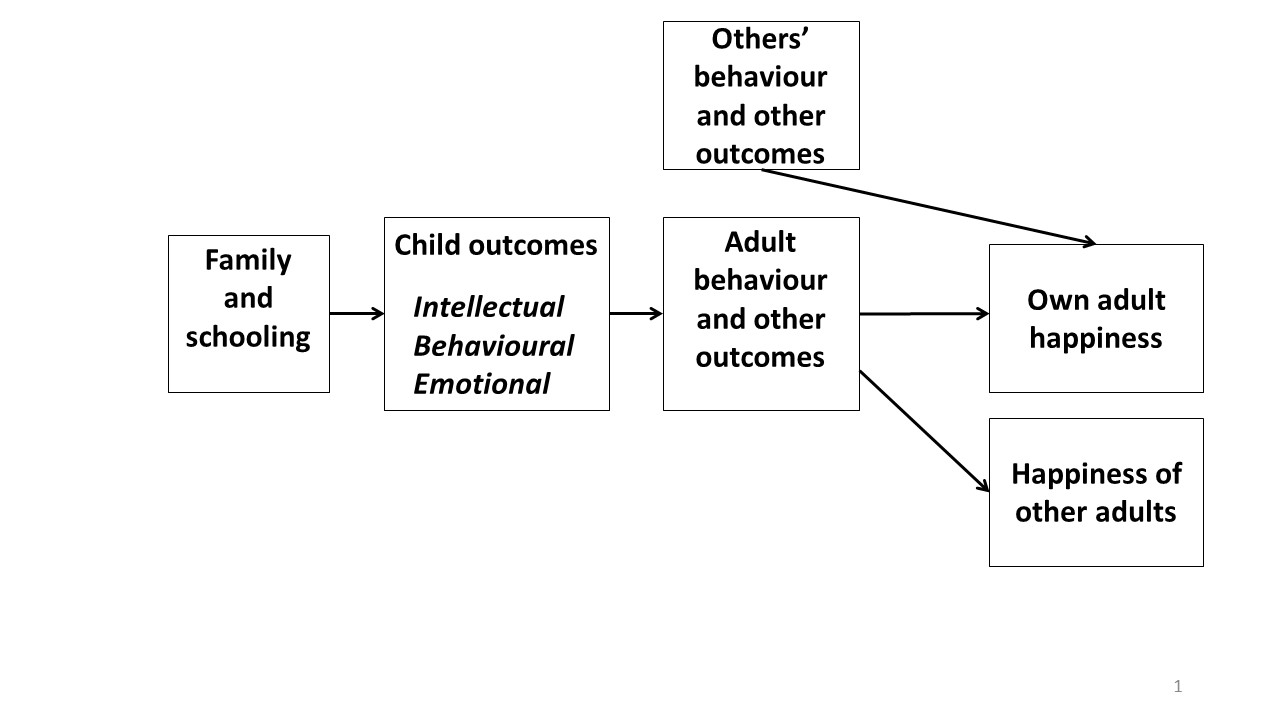 Others’
behaviour
and other
outcomes
Family
and
schooling
Child outcomes
Intellectual
Behavioural
Emotional
Adult
behaviour
and other
outcomes
Own adult
happiness
Happiness of
other adults
1